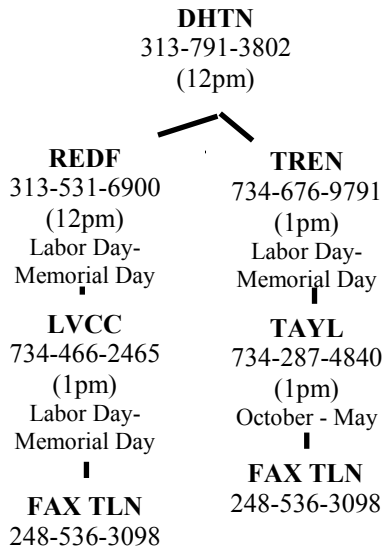 DHTN
313-791-3802
(12pm)
REDF
313-531-6900
(12pm)
Labor Day-
Memorial Day
LVCC
734-466-2465
(1pm)
Labor Day-
Memorial Day
FAX TLN
248-536-3098
TREN
734-676-9791
(1pm)
Labor Day-
Memorial Day
TAYL
734-287-4840
(1pm)
October - May
FAX TLN
248-536-3098